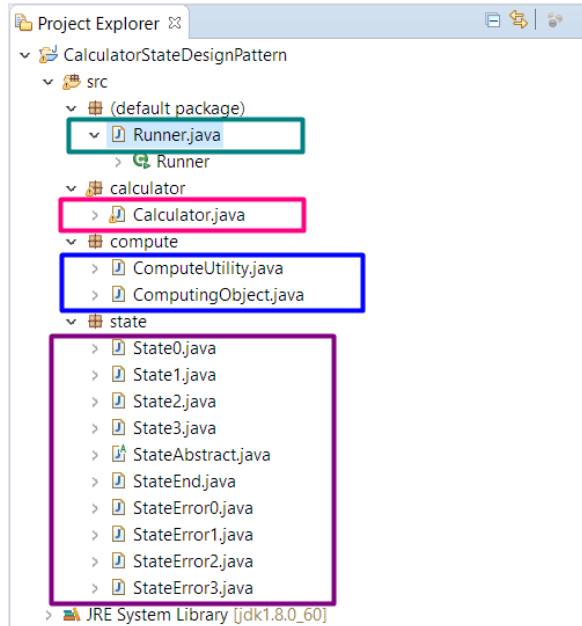 Project Explorer
CalculatorStateDesignPattern
src
(default package)
Runner.java
Runner
calculator
Calculator.java
compute
ComputeUtility.java
ComputingObject.java
state
State0.java
State1.java
State2.java
State3.java
StateAbstract.java
StateEnd.java
StateError0.java
StateError1.java
StateError2.java
StateError3.java
JRE System Library [jdk1.8.0_60]